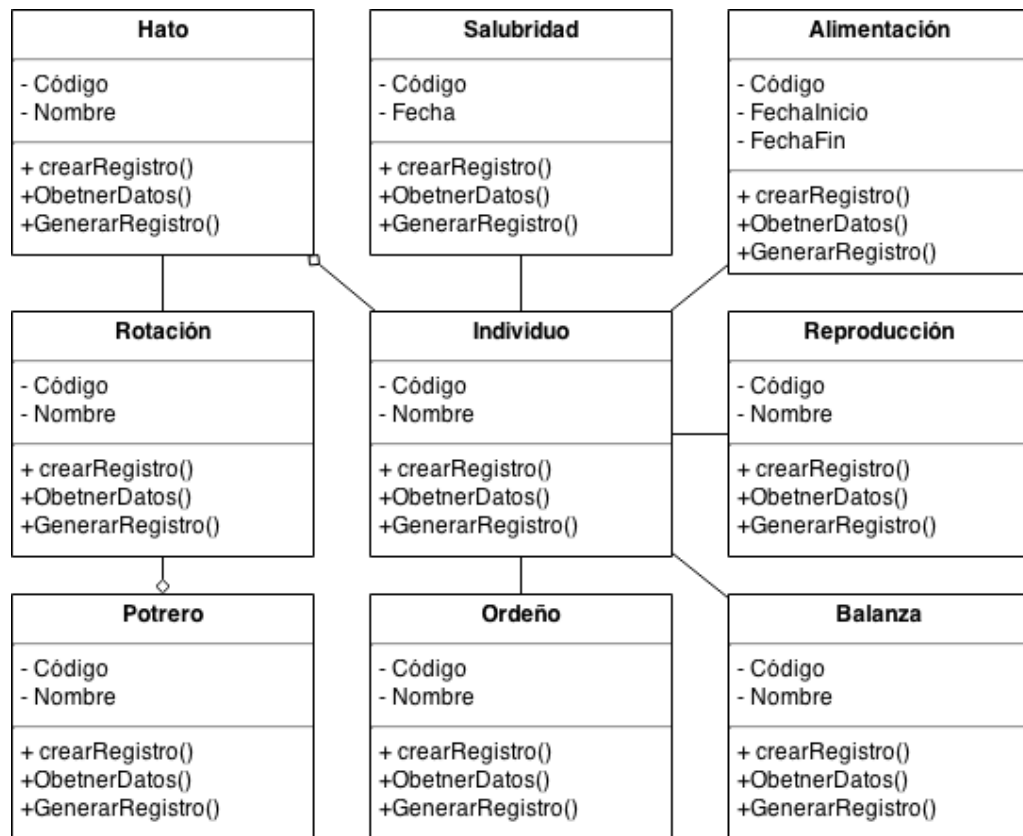 Hato
- Código
- Nombre
+ crearRegistro()
+ObetnerDatos()
+GenerarRegistro()
Salubridad
- Código
- Fecha
+ crearRegistro()
+ObetnerDatos()
+GenerarRegistro()
Alimentación
- Código
- FechaInicio
- FechaFin
+ crearRegistro()
+ObetnerDatos()
+GenerarRegistro()
Rotación
- Código
- Nombre
+ crearRegistro()
+ObetnerDatos()
+GenerarRegistro()
Individuo
- Código
- Nombre
+ crearRegistro()
+ObetnerDatos()
+GenerarRegistro()
Reproducción
- Código
- Nombre
+ crearRegistro()
+ObetnerDatos()
+GenerarRegistro()
Potrero
- Código
- Nombre
+ crearRegistro()
+ObetnerDatos()
+GenerarRegistro()
Ordeño
- Código
- Nombre
+ crearRegistro()
+ObetnerDatos()
+GenerarRegistro()
Balanza
- Código
- Nombre
+ crearRegistro()
+ObetnerDatos()
+GenerarRegistro()